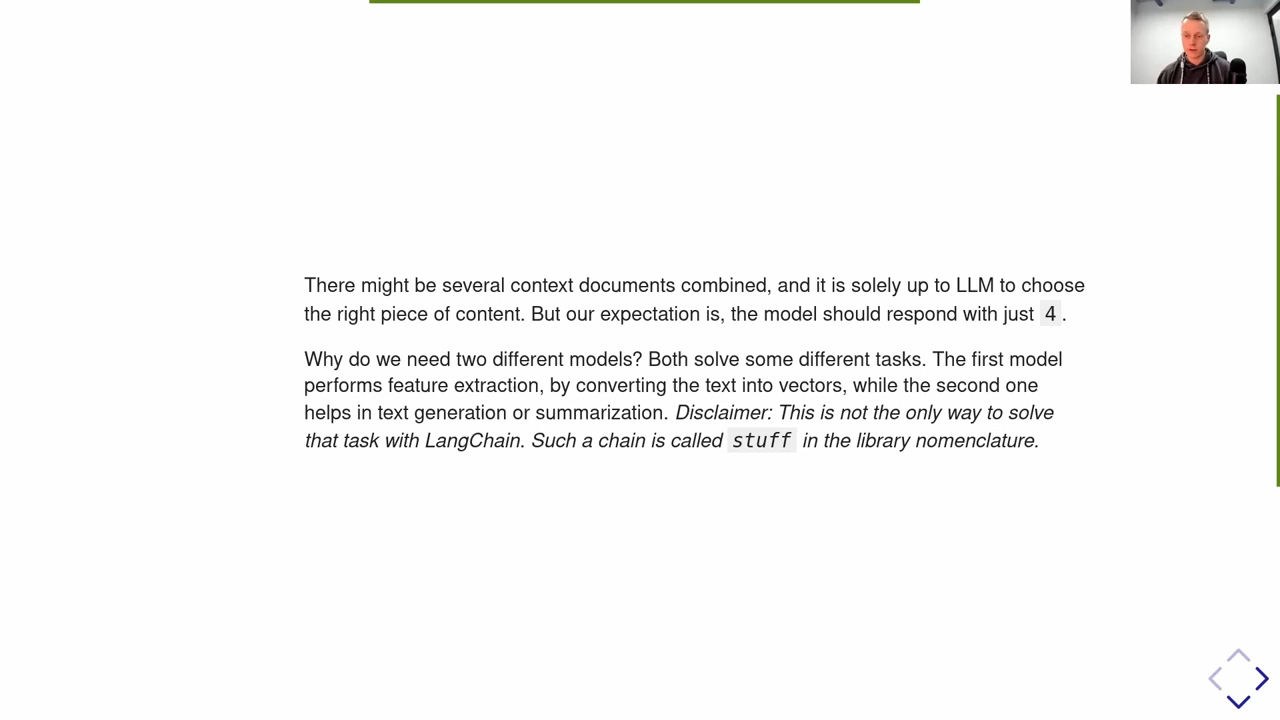 There might be several context documents combined, and it is solely up to LLM to choose
the right piece of content. But our expectation is, the model should respond with just 4.
Why do we need two different models? Both solve some different tasks. The first model
performs feature extraction, by converting the text into vectors, while the second one
helps in text generation or summarization. Disclaimer: This is not the only way to solve
that task with LangChain. Such a chain is called stuff in the library nomenclature.